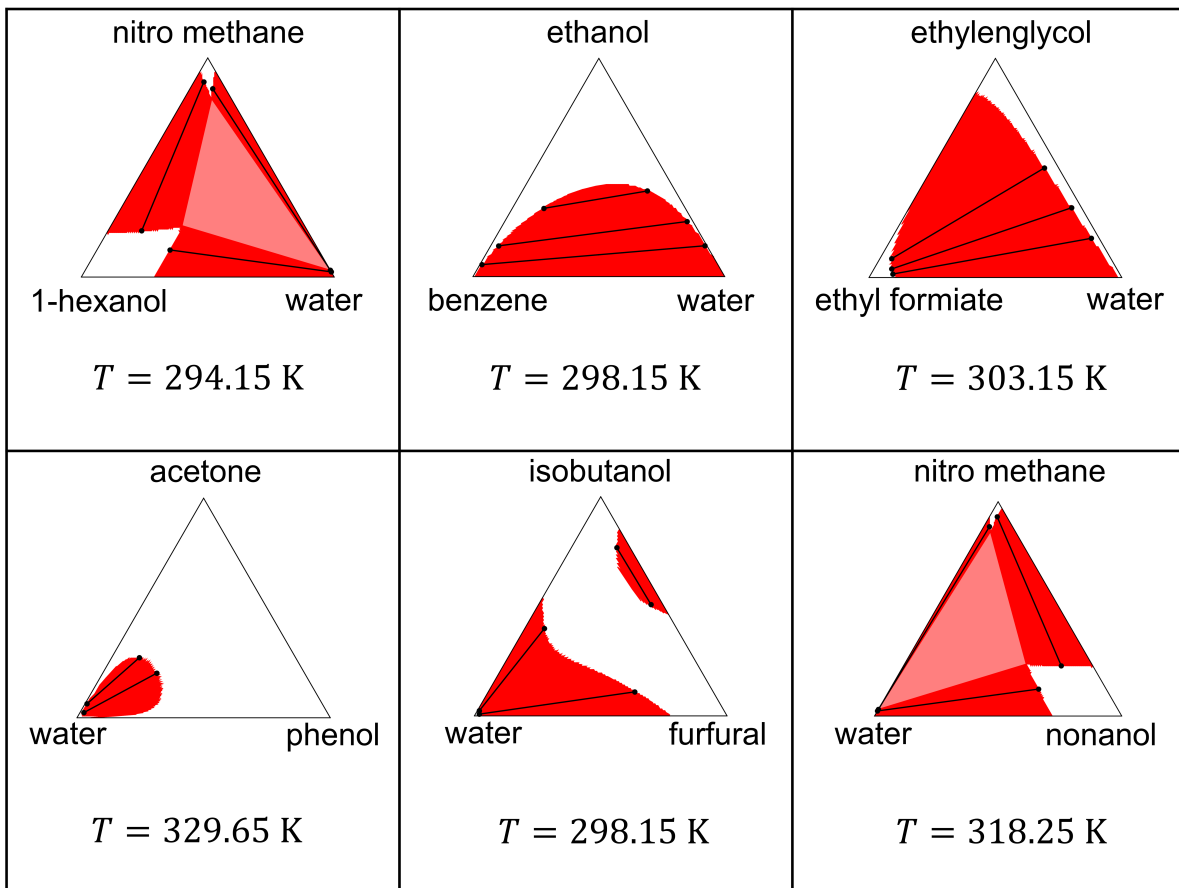 nitro methane
1-hexanol
water
T = 294.15 K
ethanol
benzene
water
T = 298.15 K
ethylenglycol
ethyl formiate
water
T = 303.15 K
acetone
water
phenol
T = 329.65 K
isobutanol
water
furfural
T = 298.15 K
nitro methane
water
nonanol
T = 318.25 K